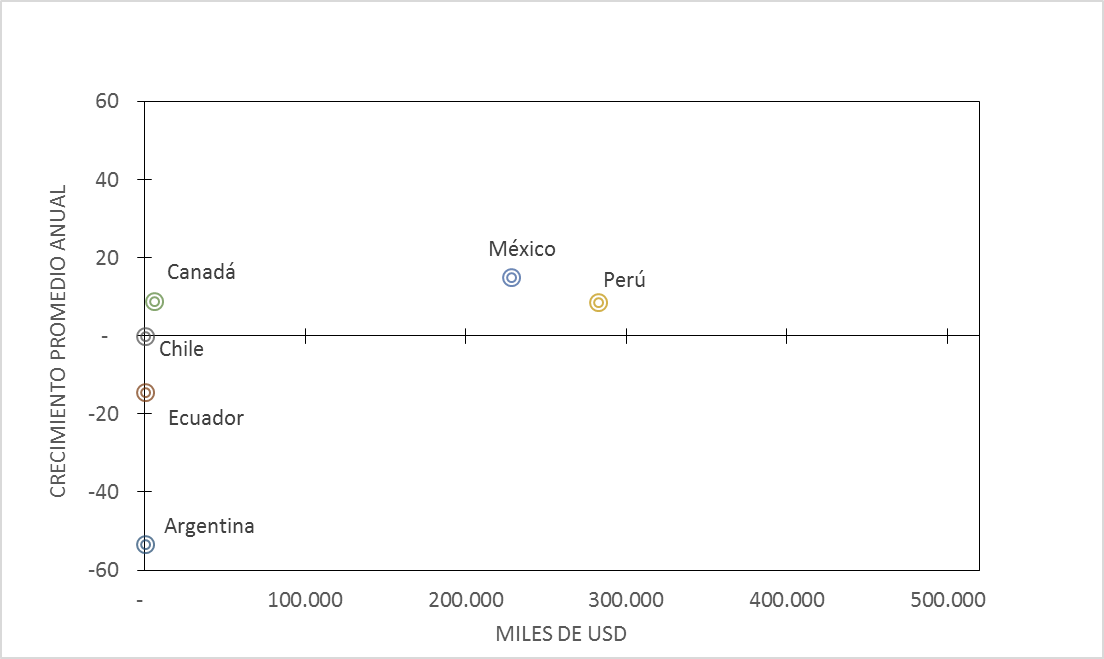 60
40
20
-
-20
-40
-60
CRECIMIENTO PROMEDIO ANUAL
México
Canadá
Perú
Chile
Ecuador
Argentina
-
100.000
200.000
300.000
400.000
500.000
MILES DE USD